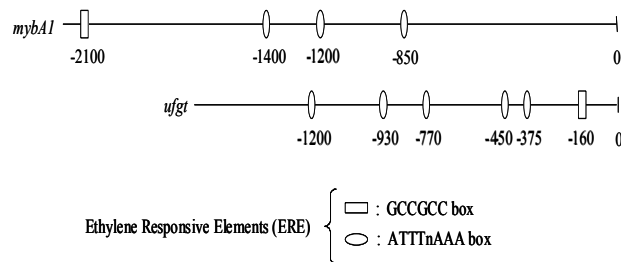 mybA1
-2100 -1400 -1200 -850 0
ufgt
-1200 -930 -770 -450 -375 -160 0
: GCCGCC box
Ethylene Responsive Elements (ERE)
: ATTTnAAA box